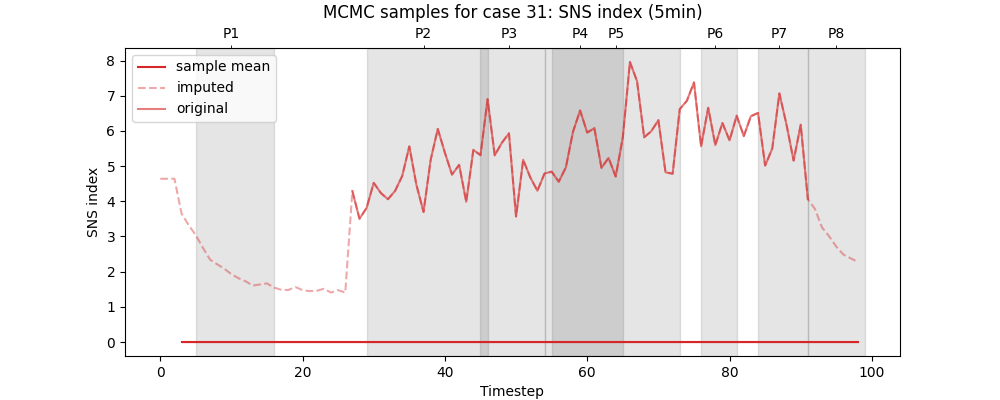 MCMC samples for case 31: SNS index (5min)
P1 P2 P3 P4 P5 P6 P7 P8
sample mean
imputed
original
8
7
6
5
4
3
2
1
0
SNS index
0 20 40 60 80 100
Timestep